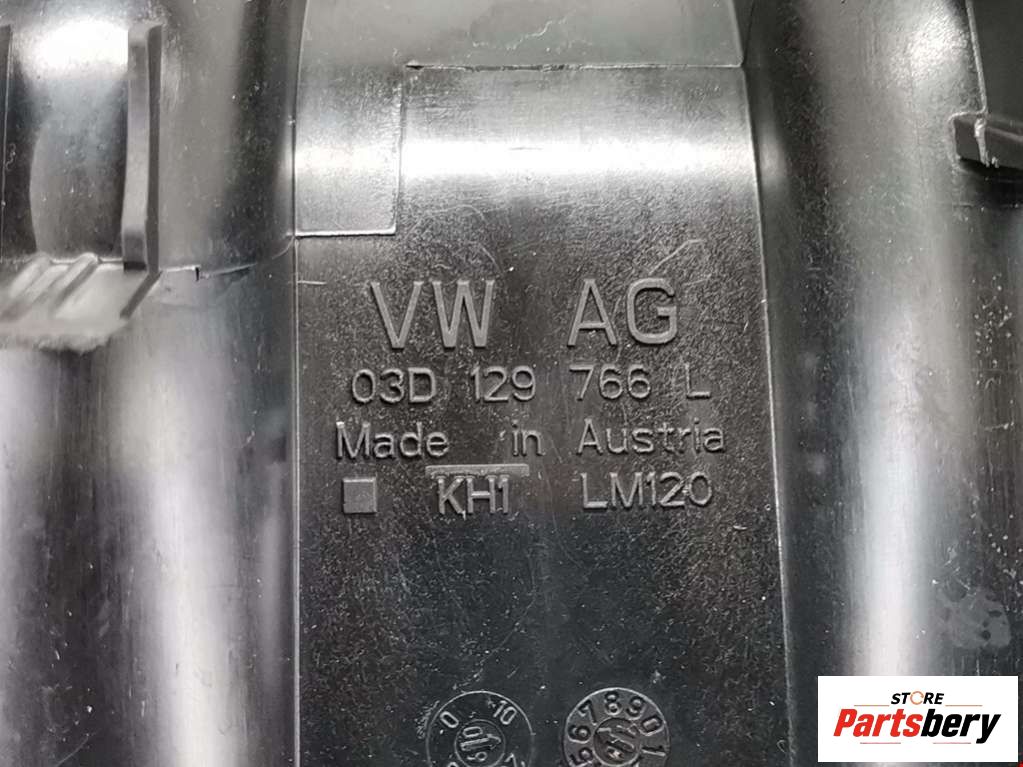 VW AG
03D 129 766 L
Made in Austria
KH1 LM120
STORE
Partsbery